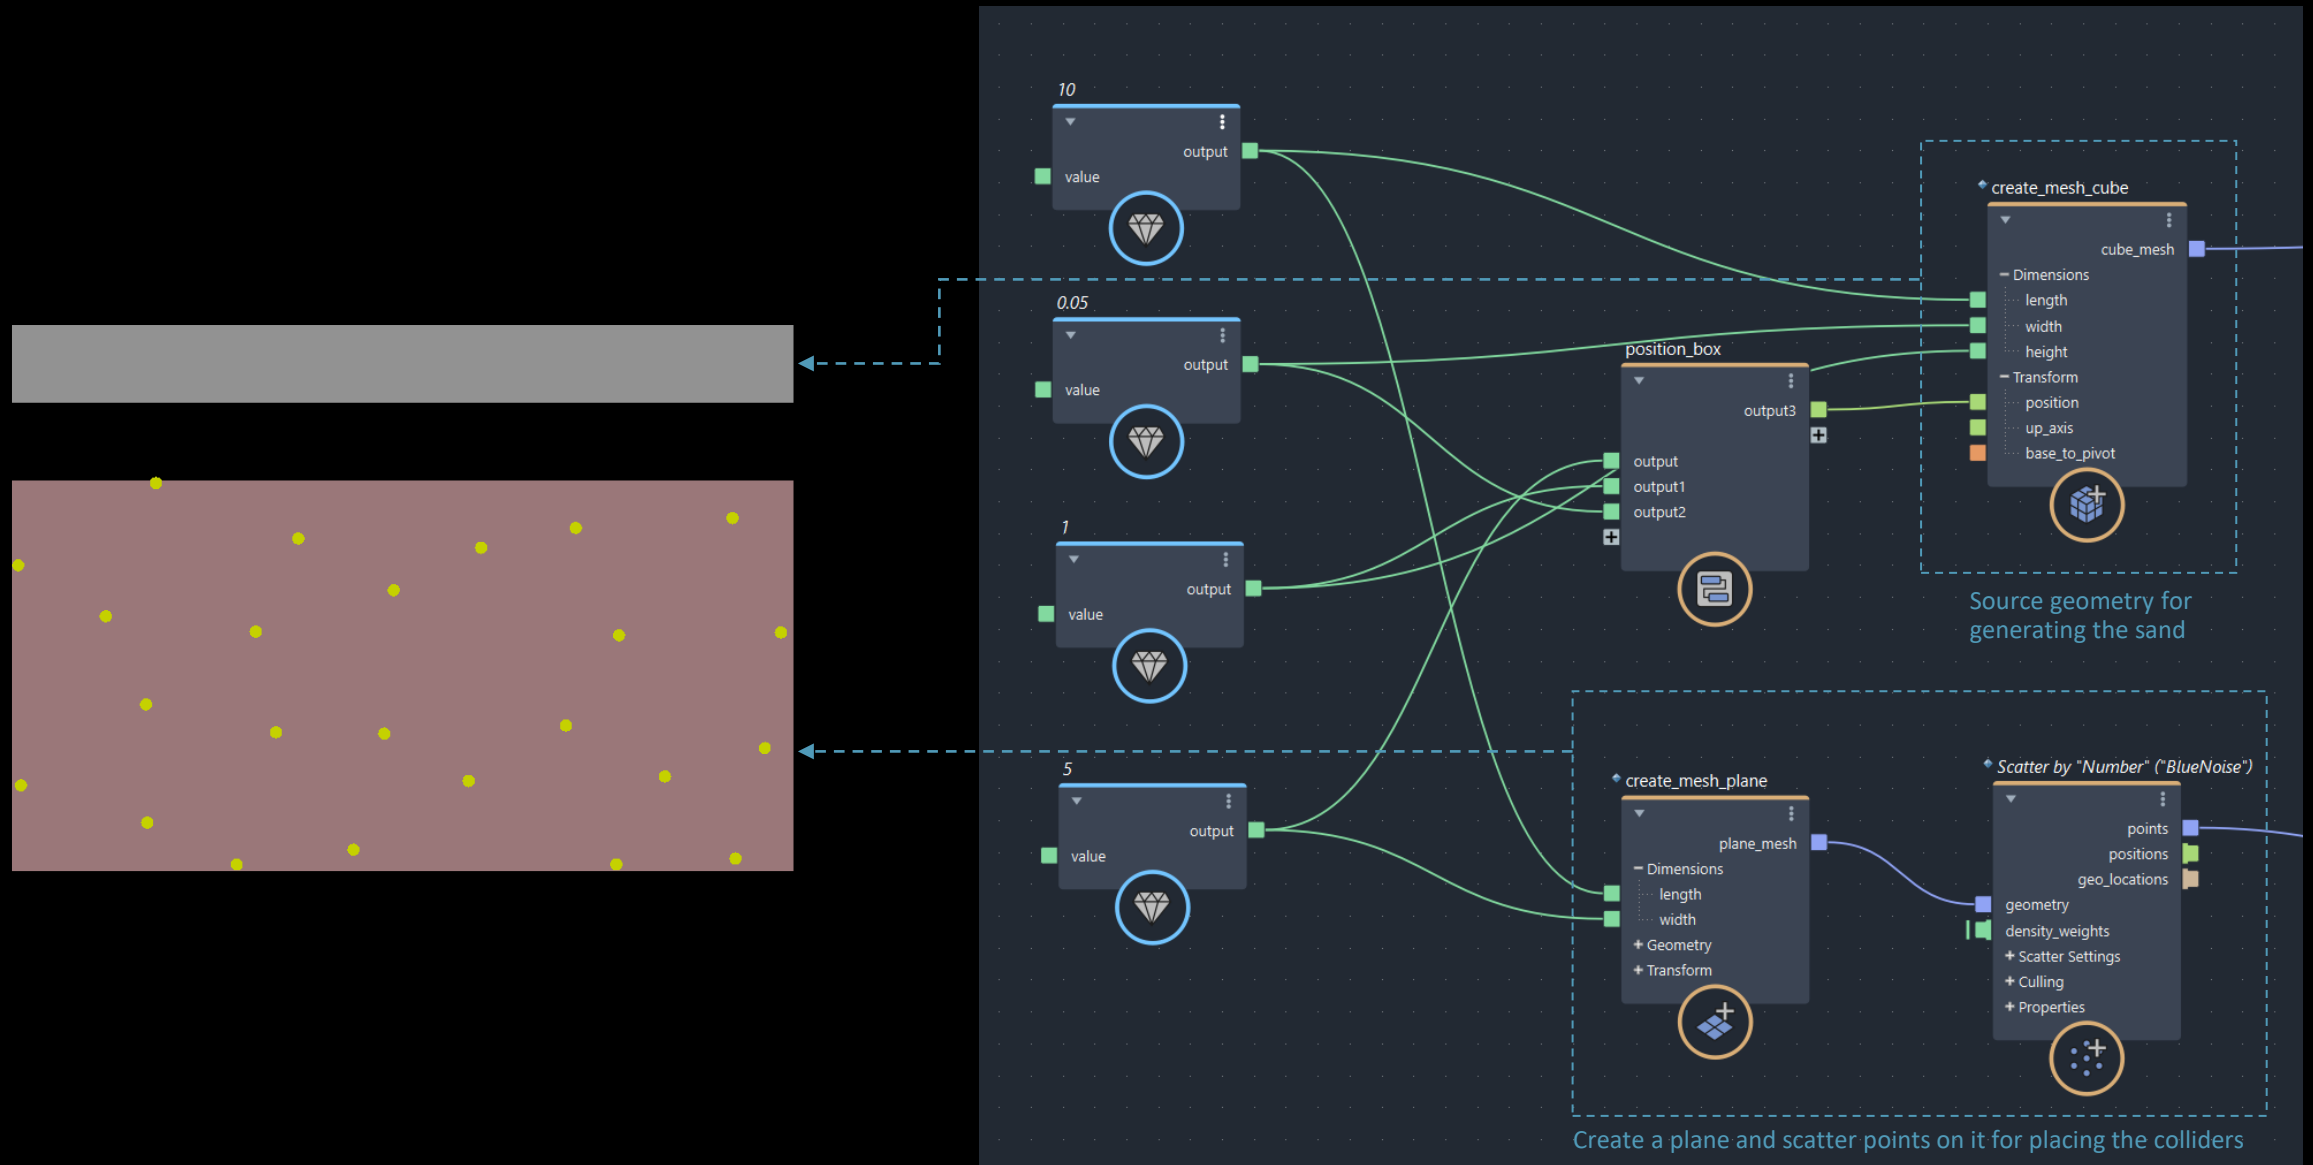 10
output
value
0.05
output
value
1
output
value
5
output
value
position_box
output3
output
output1
output2
create_mesh_cube
cube_mesh
Dimensions
length
width
height
Transform
position
up_axis
base_to_pivot
Source geometry for
generating the sand
create_mesh_plane
plane_mesh
Dimensions
length
width
Geometry
Transform
Scatter by "Number" ("BlueNoise")
points
positions
geo_locations
geometry
density_weights
Scatter Settings
Culling
Properties
Create a plane and scatter points on it for placing the colliders